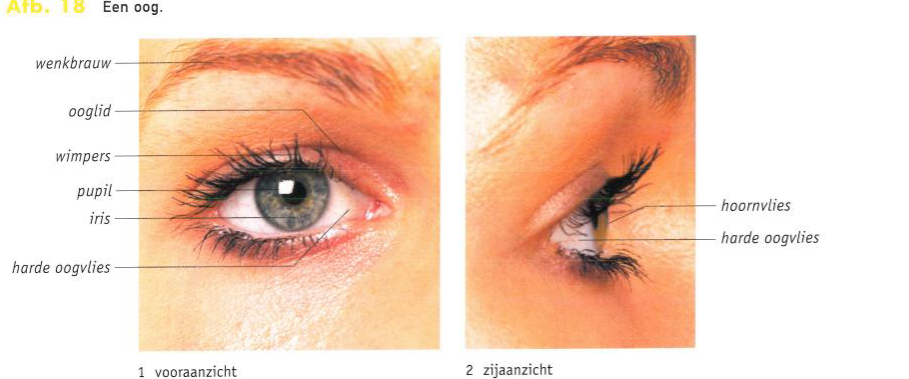 Afb. 18 Een oog.
wenkbrauw
ooglid
wimpers
pupil
iris
harde oogvlies
hoornvlies
harde oogvlies
1 vooraanzicht
2 zijaanzicht